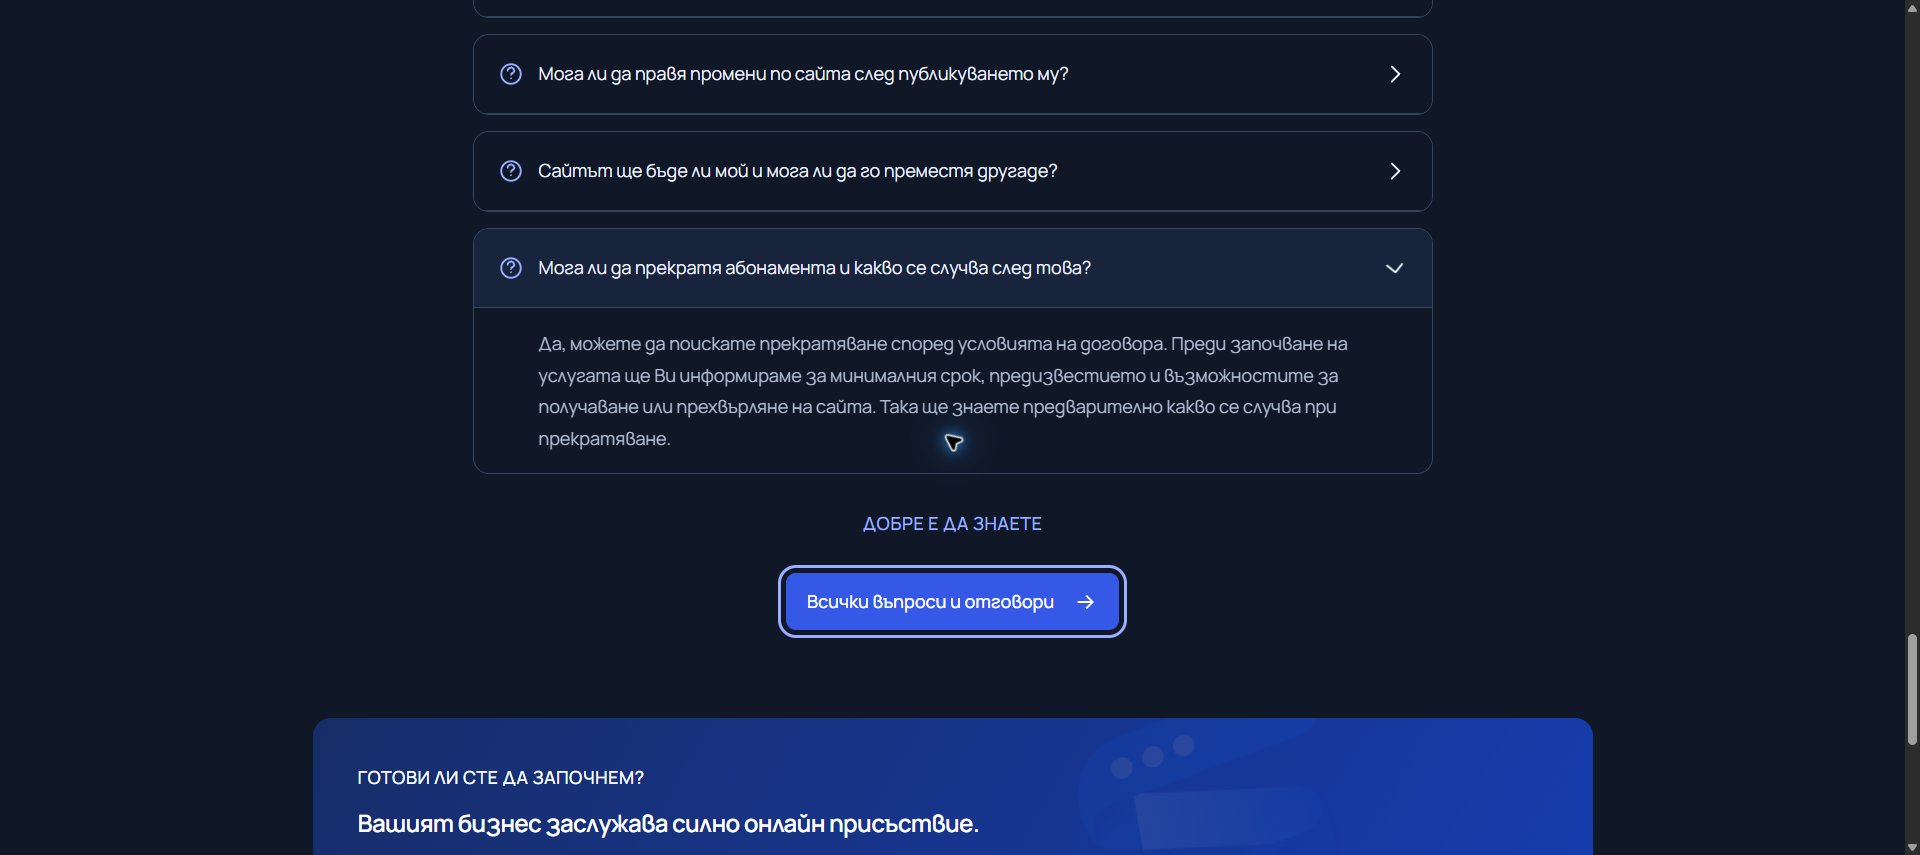 Мога ли да правя промени по сайта след публикуването му?
Сайтът ще бъде ли мой и мога ли да го преместя другаде?
Мога ли да прекратя абонамента и какво се случва след това?
Да, можете да поискате прекратяване според условията на договора. Преди започване на
услугата ще Ви информираме за минималния срок, предизвестието и възможностите за
получаване или прехвърляне на сайта. Така ще знаете предварително какво се случва при
прекратяване.
ДОБРЕ Е ДА ЗНАЕТЕ
Всички въпроси и отговори
ГОТОВИ ЛИ СТЕ ДА ЗАПОЧНЕМ?
Вашият бизнес заслужава силно онлайн присъствие.